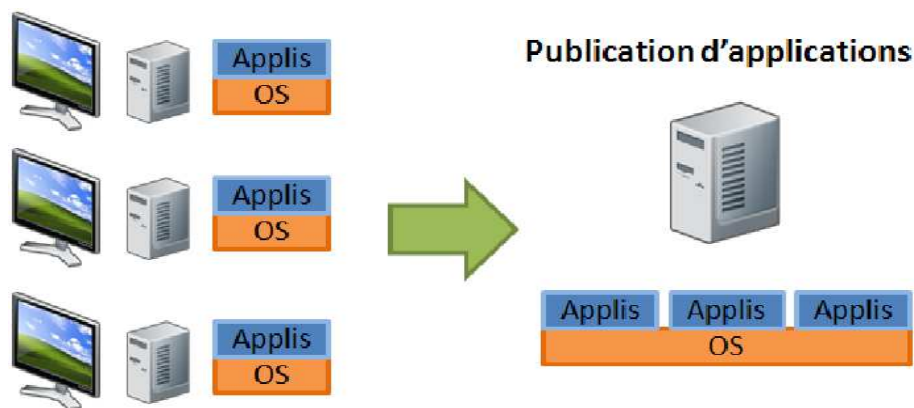 Applis
OS
Applis
OS
Applis
OS
Publication d'applications
Applis Applis Applis
OS